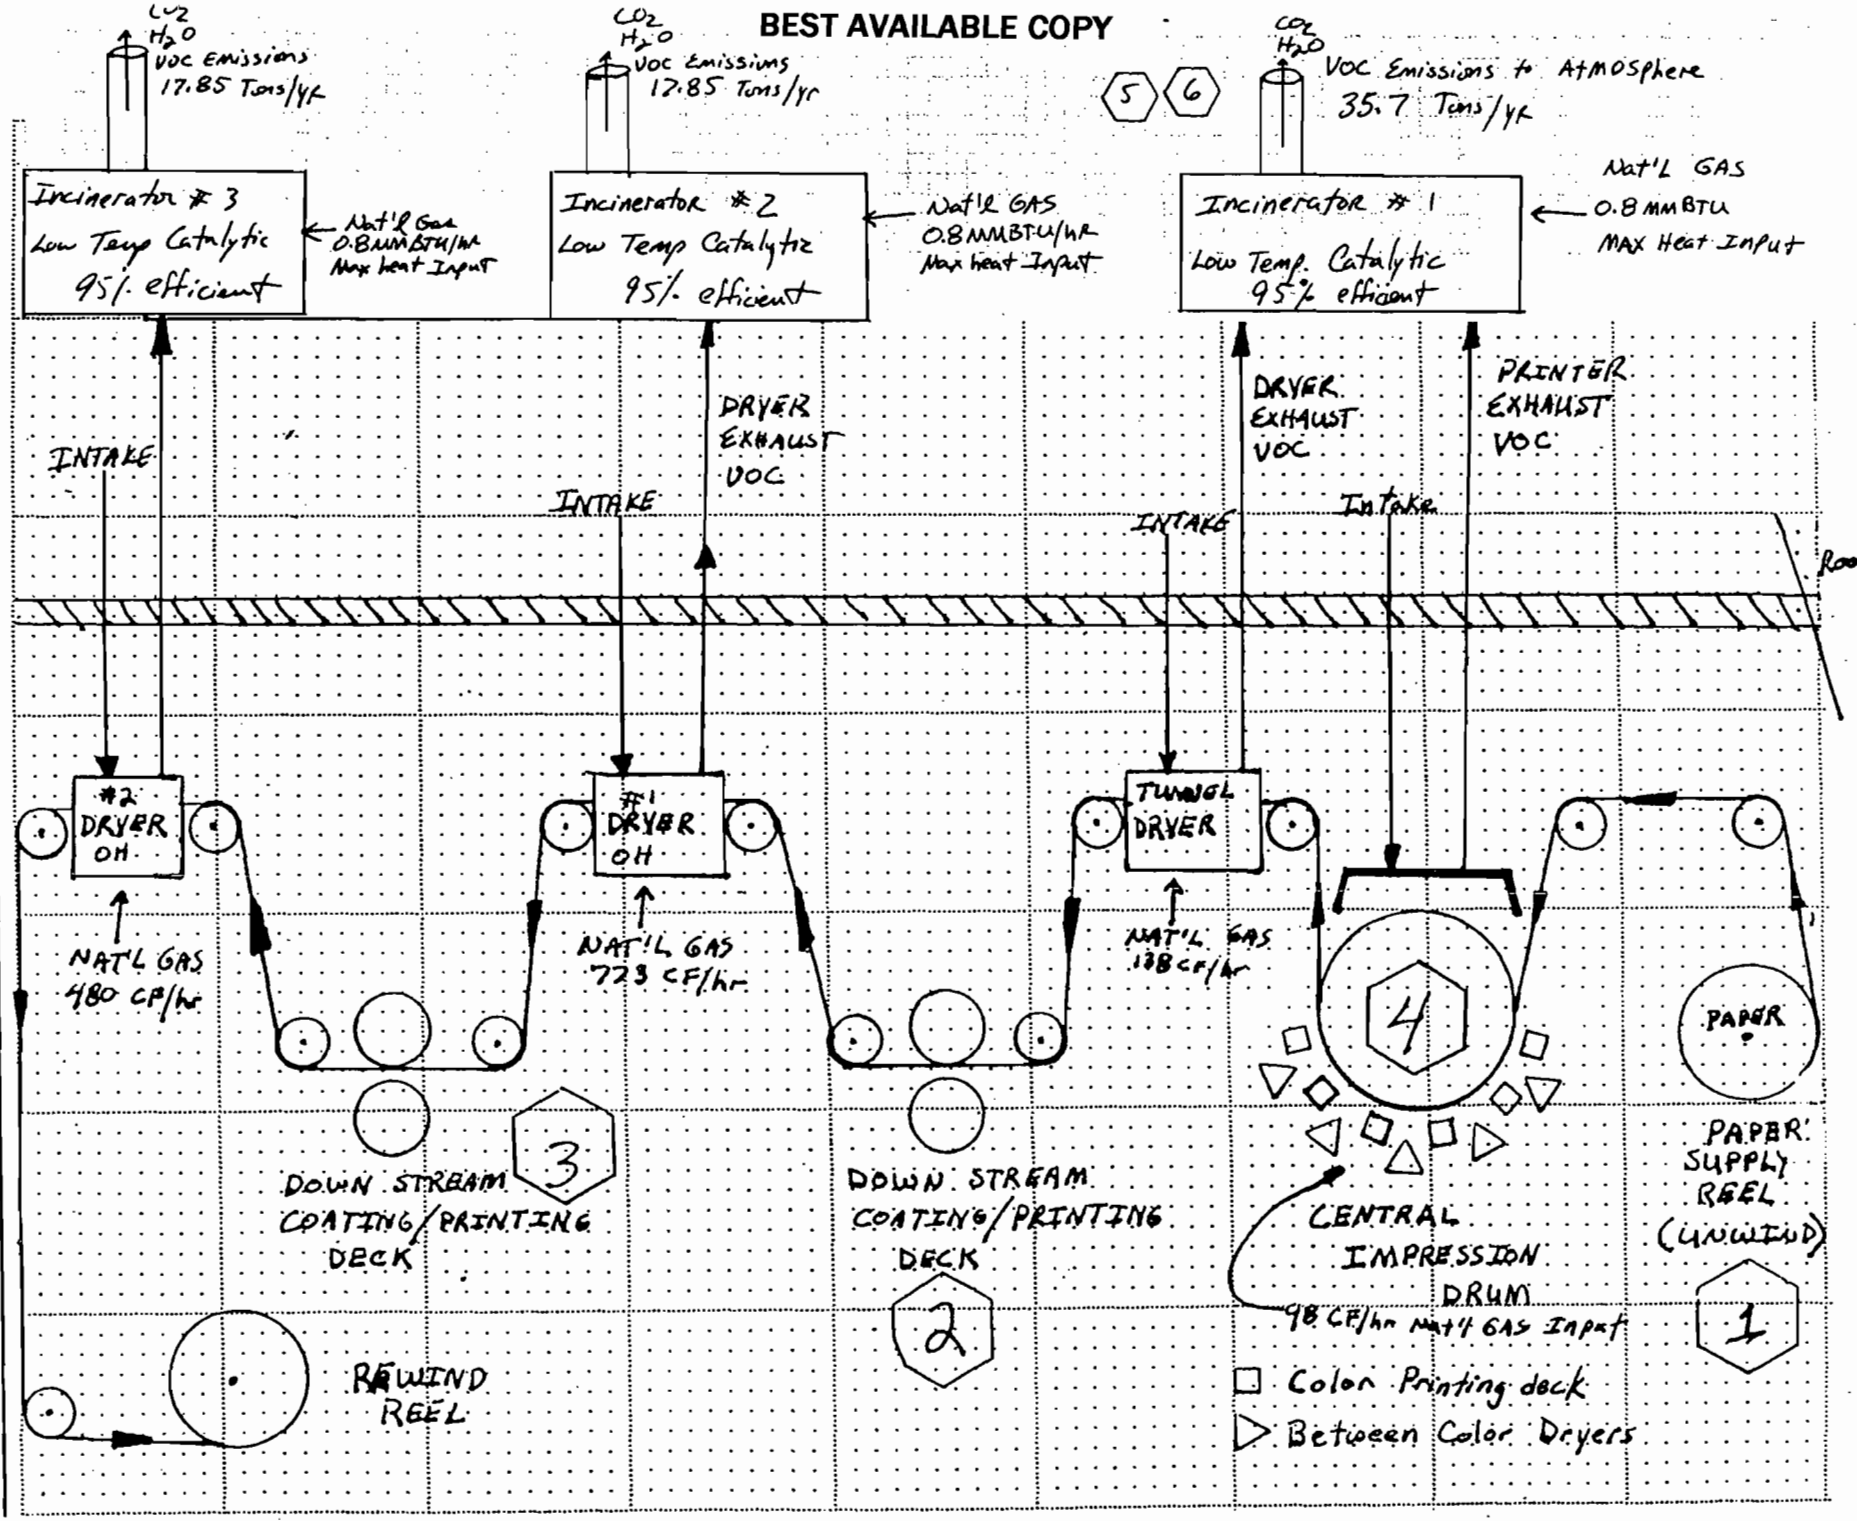 BEST AVAILABLE COPY
H2O
VOC Emissions
17.85 Tons/yr
CO2
H2O
VOC Emissions
17.85 Tons/yr
5
6
CO2
H2O
VOC Emissions to Atmosphere
35.7 Tons/yr
Incinerator # 3
Low Temp Catalytic
95% efficient
Nat'l Gas
0.8 MMBTU/HR
Max heat Input
Incinerator #2
Low Temp Catalytic
95% efficient
Nat'l GAS
0.8 MMBTU/HR
Max heat Input
Incinerator # 1
Low Temp. Catalytic
95% efficient
Nat'l GAS
0.8 MMBTU
MAX Heat Input
INTAKE
INTAKE
DRYER
EXHAUST
VOC
INTAKE
DRYER
EXHAUST
VOC
Intake
PRINTER
EXHAUST
VOC
#2
DRYER
OH
#1
DRYER
OH
TUNNEL
DRYER
NAT'L GAS
480 CF/hr
NAT'L GAS
723 CF/hr
NAT'L GAS
138 CF/hr
4
PAPER
3
DOWN STREAM
COATING/PRINTING
DECK
DOWN STREAM
COATING/PRINTING
DECK
2
CENTRAL
IMPRESSION
DRUM
98 CF/hr Nat'l GAS Input
PAPER
SUPPLY
REEL
(UNWIND)
1
REWIND
REEL
Color Printing deck
Between Color Dryers